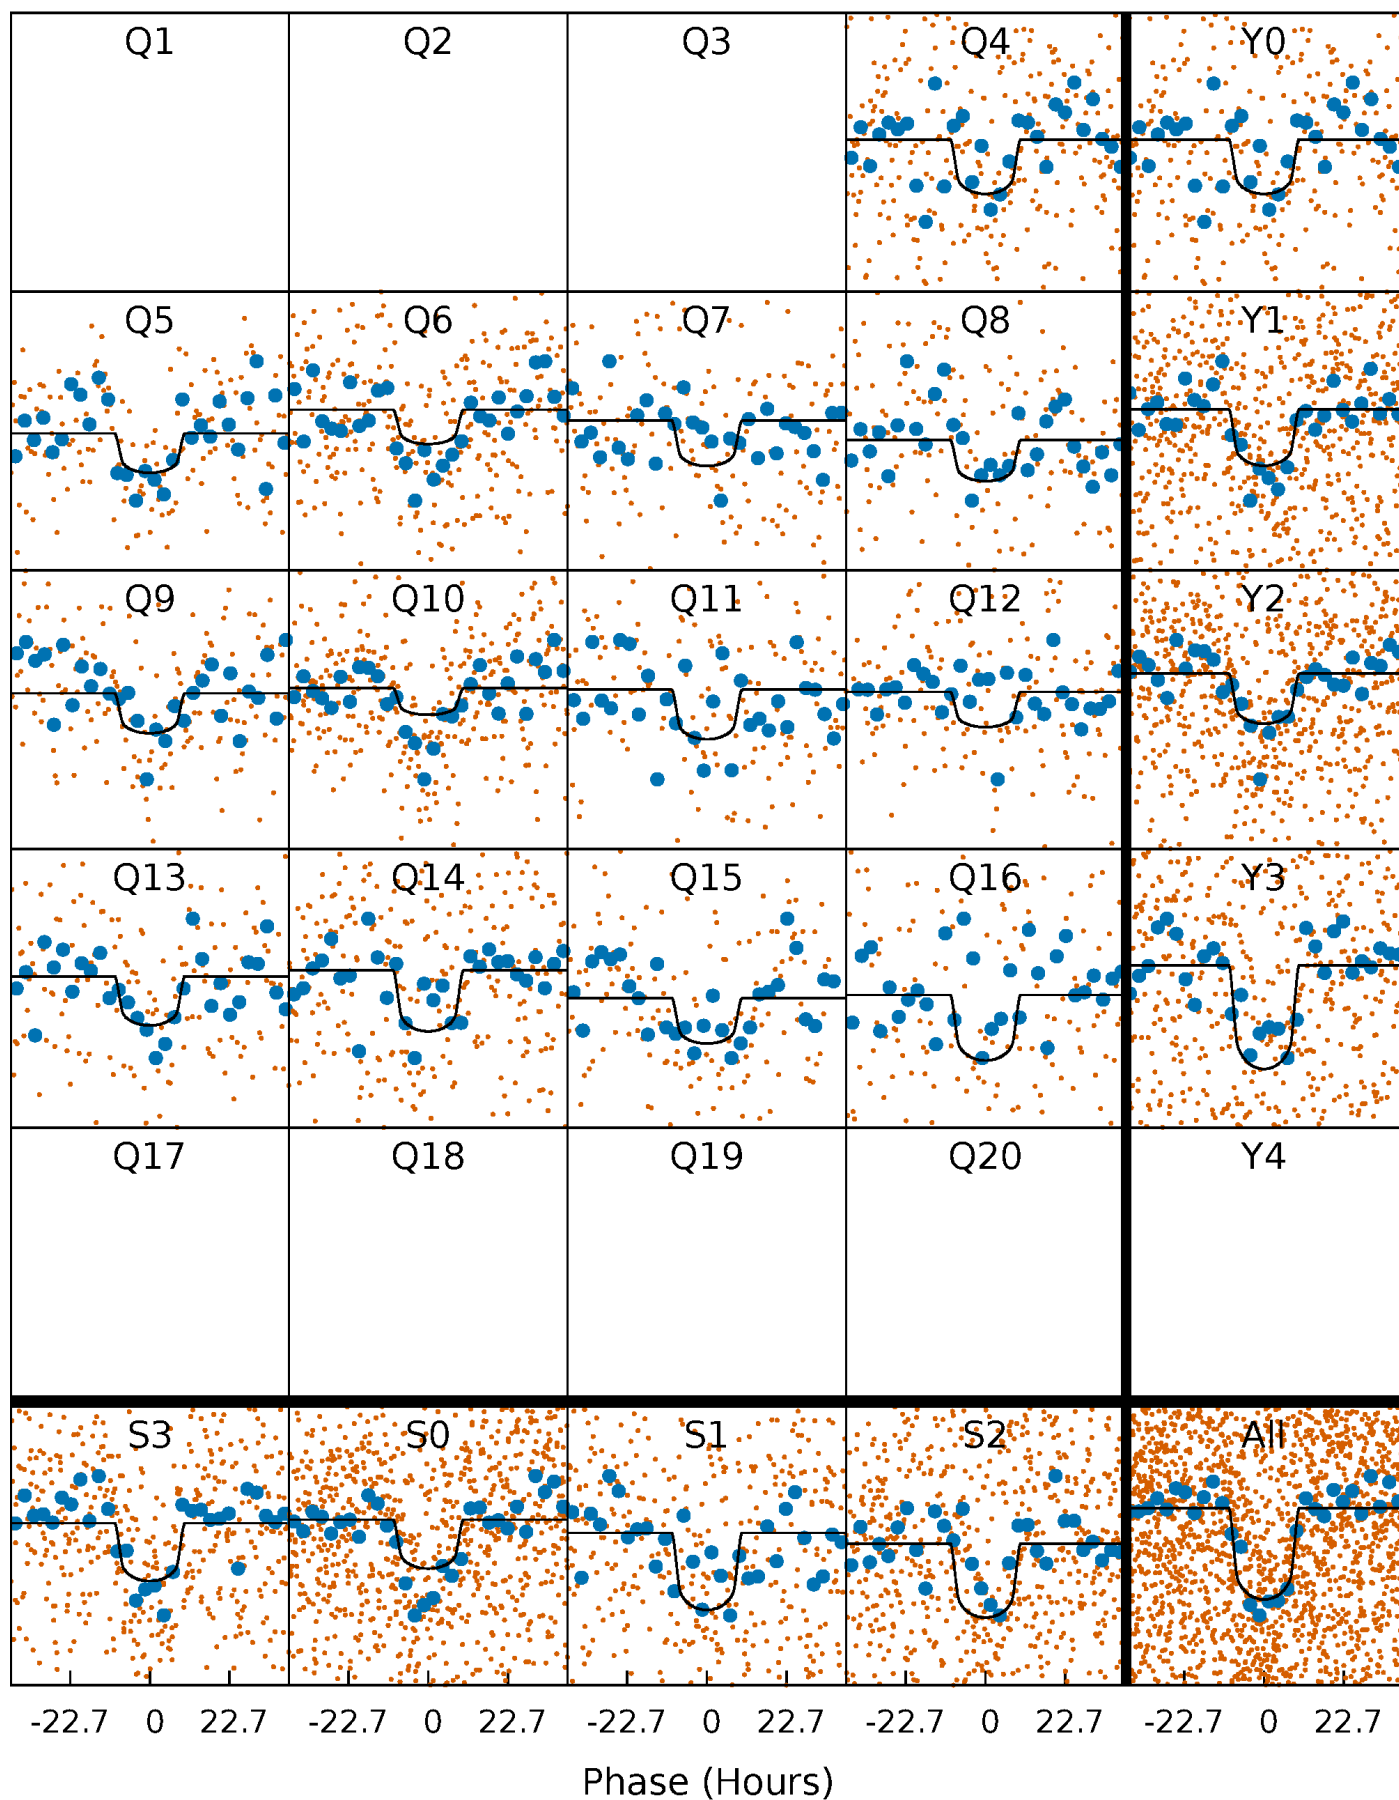 Q1 Q2 Q3 Q4 Y0
Q5 Q6 Q7 Q8 Y1
Q9 Q10 Q11 Q12 Y2
Q13 Q14 Q15 Q16 Y3
Q17 Q18 Q19 Q20 Y4
S3 S0 S1 S2 All
-22.7 0 22.7 -22.7 0 22.7 -22.7 0 22.7 -22.7 0 22.7 -22.7 0 22.7
Phase (Hours)